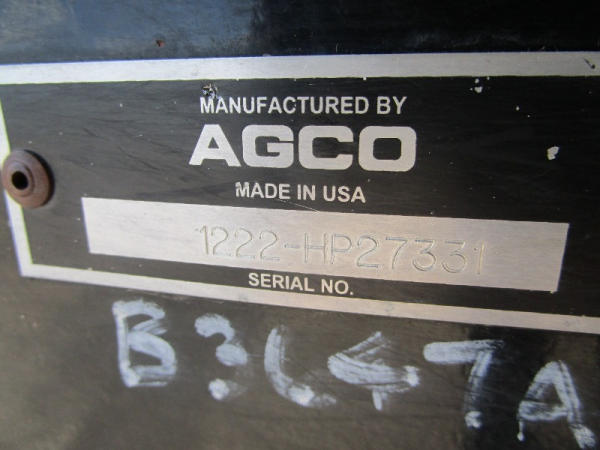 MANUFACTURED BY
AGCO
MADE IN USA
1222-HP27331
SERIAL NO.
B3647A